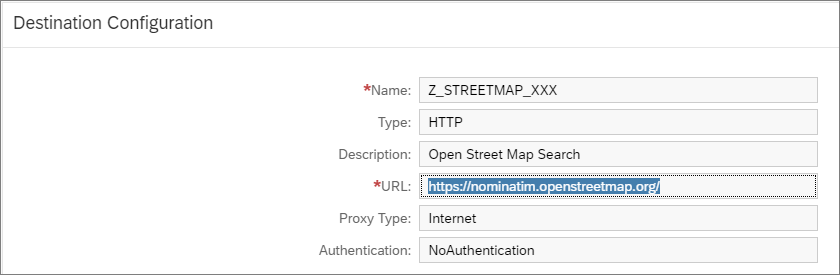 Destination Configuration
*Name: Z_STREETMAP_XXX
Type: HTTP
Description: Open Street Map Search
*URL: https://nominatim.openstreetmap.org/
Proxy Type: Internet
Authentication: NoAuthentication